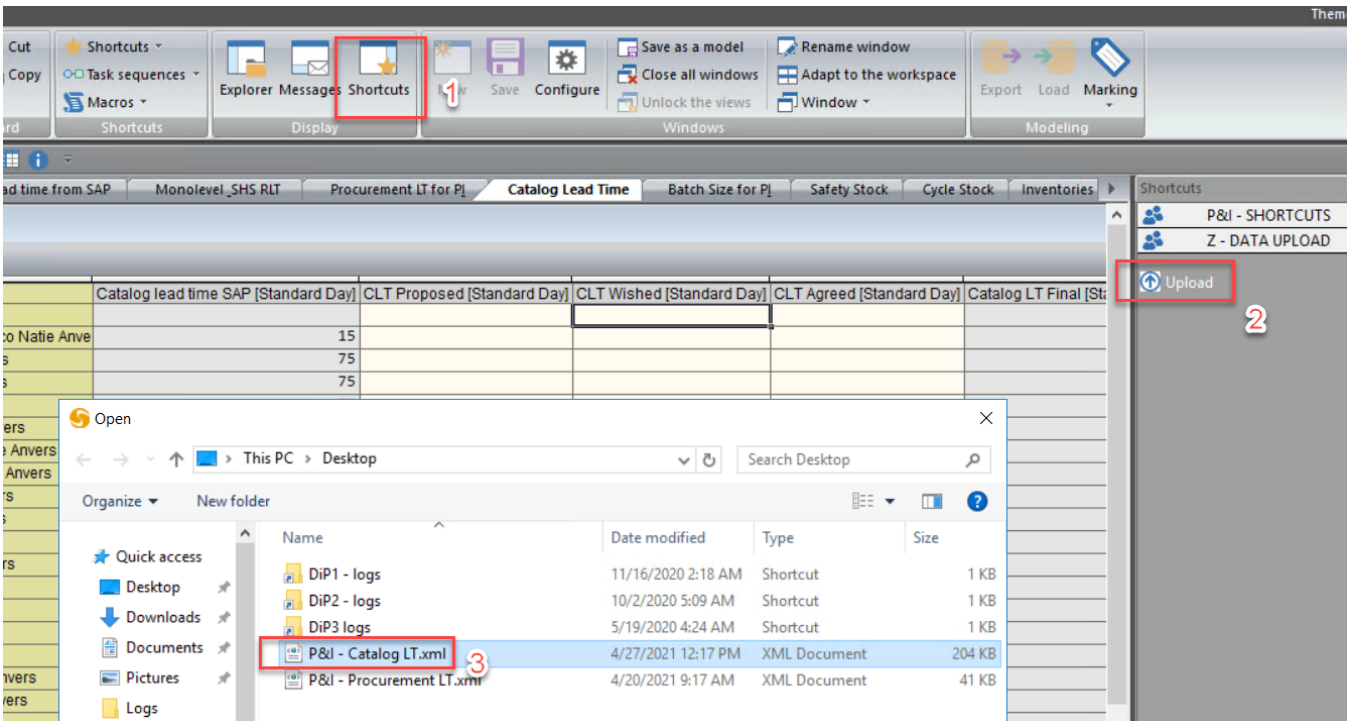 Theme
Cut
Shortcuts
Save as a model
Rename window
Copy
Task sequences
Close all windows
Adapt to the workspace
Macros
Explorer
Messages
Shortcuts
1
Save
Configure
Unlock the views
Window
Export
Load
Marking
Shortcuts
Display
Windows
Modeling
ad time from SAP
Monolevel_SHS RLT
Procurement LT for PI
Catalog Lead Time
Batch Size for PI
Safety Stock
Cycle Stock
Inventories
Shortcuts
P&I - SHORTCUTS
Z - DATA UPLOAD
Upload
2
Catalog lead time SAP [Standard Day]
CLT Proposed [Standard Day]
CLT Wished [Standard Day]
CLT Agreed [Standard Day]
Catalog LT Final [Sta
co Natie Anve
15
s
75
s
75
ers
e Anvers
Anvers
rs
s
rs
nvers
vers
Open
This PC > Desktop
Search Desktop
Organize
New folder
Name
Date modified
Type
Size
Quick access
Desktop
Downloads
Documents
Pictures
Logs
DiP1 - logs
11/16/2020 2:18 AM
Shortcut
1 KB
DiP2 - logs
10/2/2020 5:09 AM
Shortcut
1 KB
DiP3 logs
5/19/2020 4:24 AM
Shortcut
1 KB
P&I - Catalog LT.xml
3
4/27/2021 12:17 PM
XML Document
204 KB
P&I - Procurement LT.xml
4/20/2021 9:17 AM
XML Document
41 KB